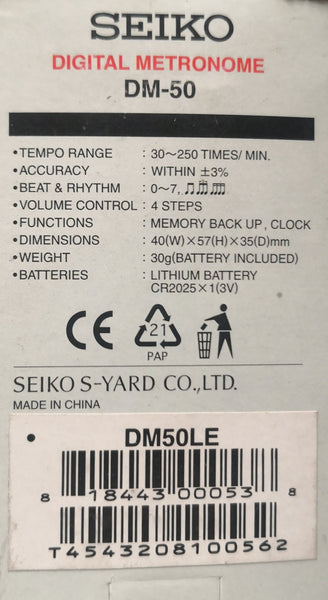 SEIKO
DIGITAL METRONOME
DM-50
•TEMPO RANGE : 30~250 TIMES/ MIN.
•ACCURACY : WITHIN ±3%
•BEAT & RHYTHM : 0~7,
•VOLUME CONTROL : 4 STEPS
•FUNCTIONS : MEMORY BACK UP , CLOCK
•DIMENSIONS : 40(W)×57(H)×35(D)mm
•WEIGHT : 30g(BATTERY INCLUDED)
•BATTERIES : LITHIUM BATTERY
CR2025×1(3V)
CE
21
PAP
SEIKO S-YARD CO.,LTD.
MADE IN CHINA
DM50LE
8 18443 00053 8
T4543208100562